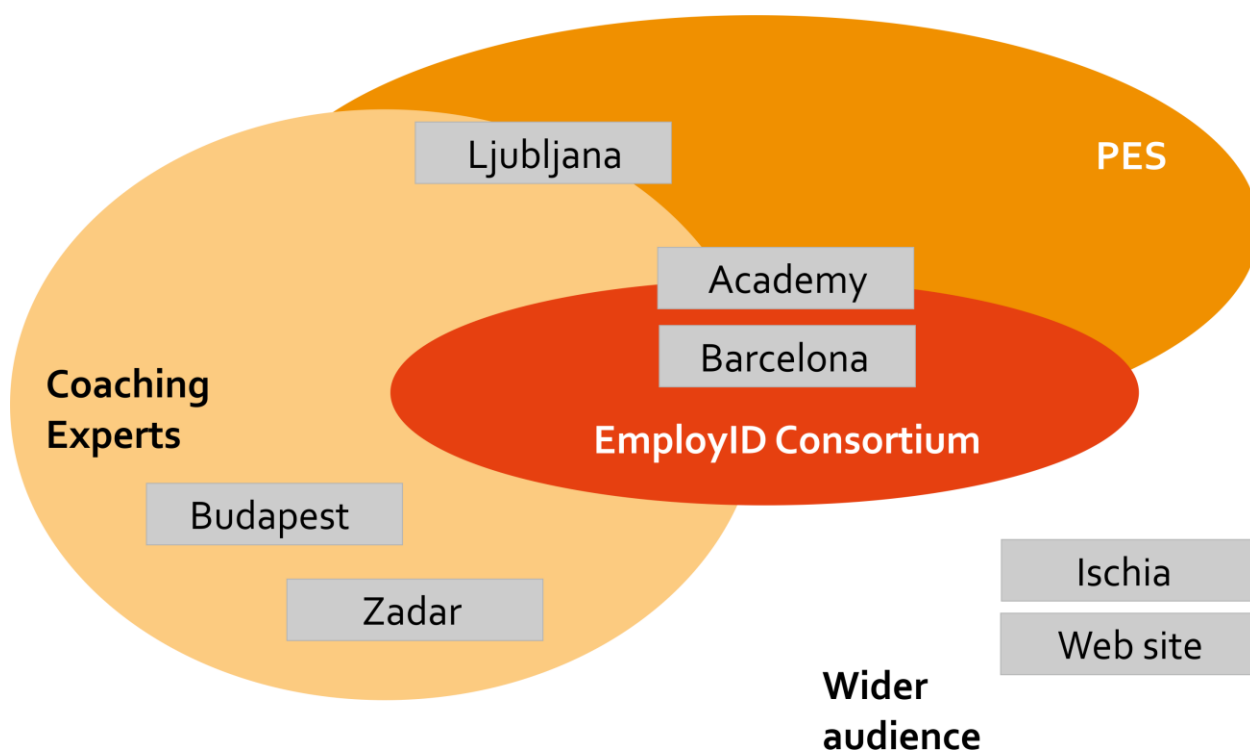 Ljubljana
PES
Academy
Barcelona
Coaching
Experts
EmployID Consortium
Budapest
Ischia
Zadar
Web site
Wider
audience